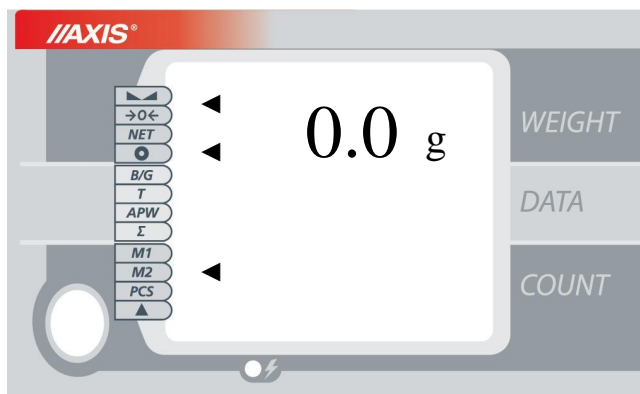 //AXIS®
→0←
NET
B/G
T
APW
Σ
M1
M2
PCS
0.0 g
WEIGHT
DATA
COUNT